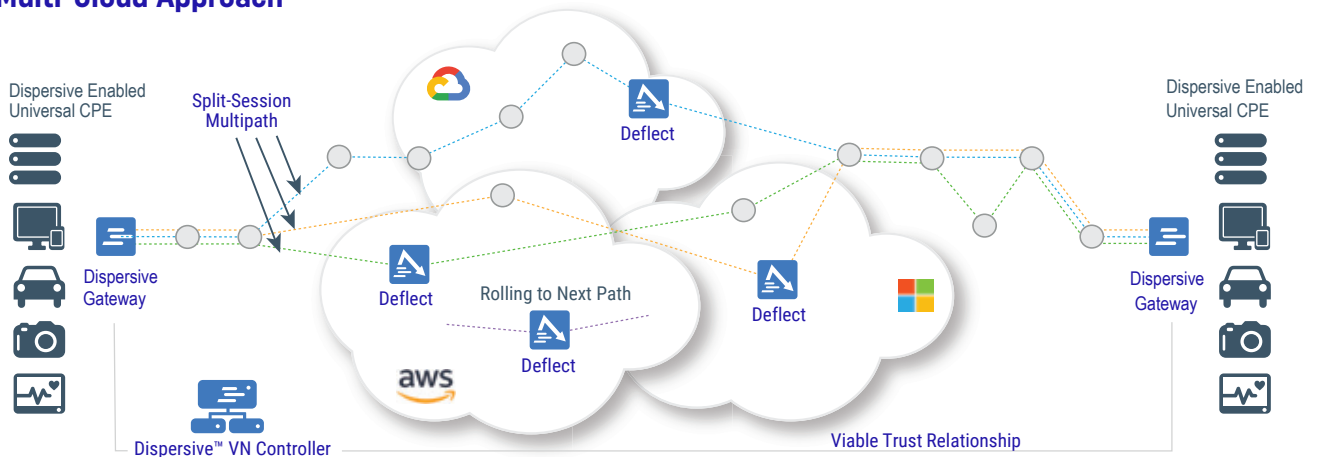 Multi-Cloud Approach
Dispersive Enabled
Universal CPE
Split-Session
Multipath
Deflect
Dispersive Enabled
Universal CPE
Dispersive
Gateway
Deflect
Rolling to Next Path
Deflect
Deflect
Dispersive
Gateway
aws
Dispersive™ VN Controller
Viable Trust Relationship